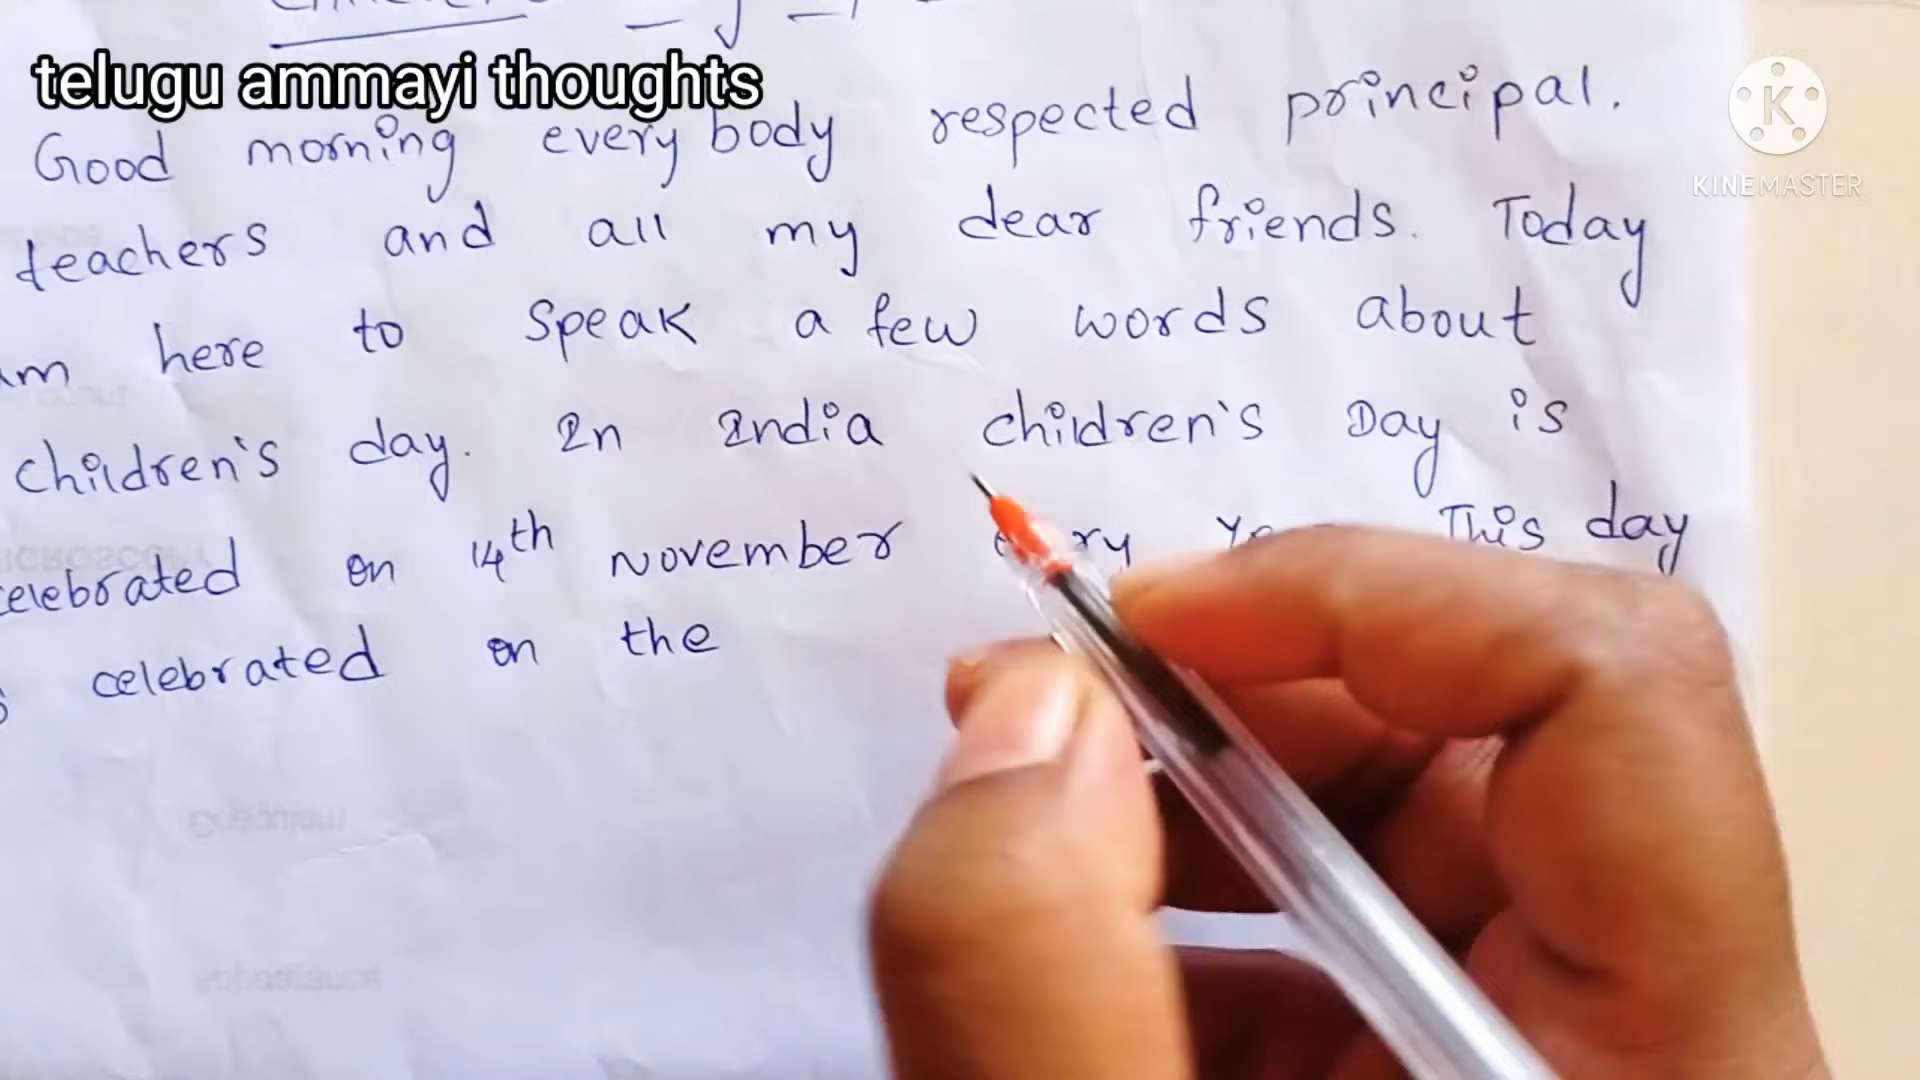 telugu ammayi thoughts
Good morning every body respected principal.
teachers and all my dear friends. Today
am here to speak a few words about
children's day. In India children's Day is
celebrated on 14th November every This day
celebrated on the
KINEMASTER